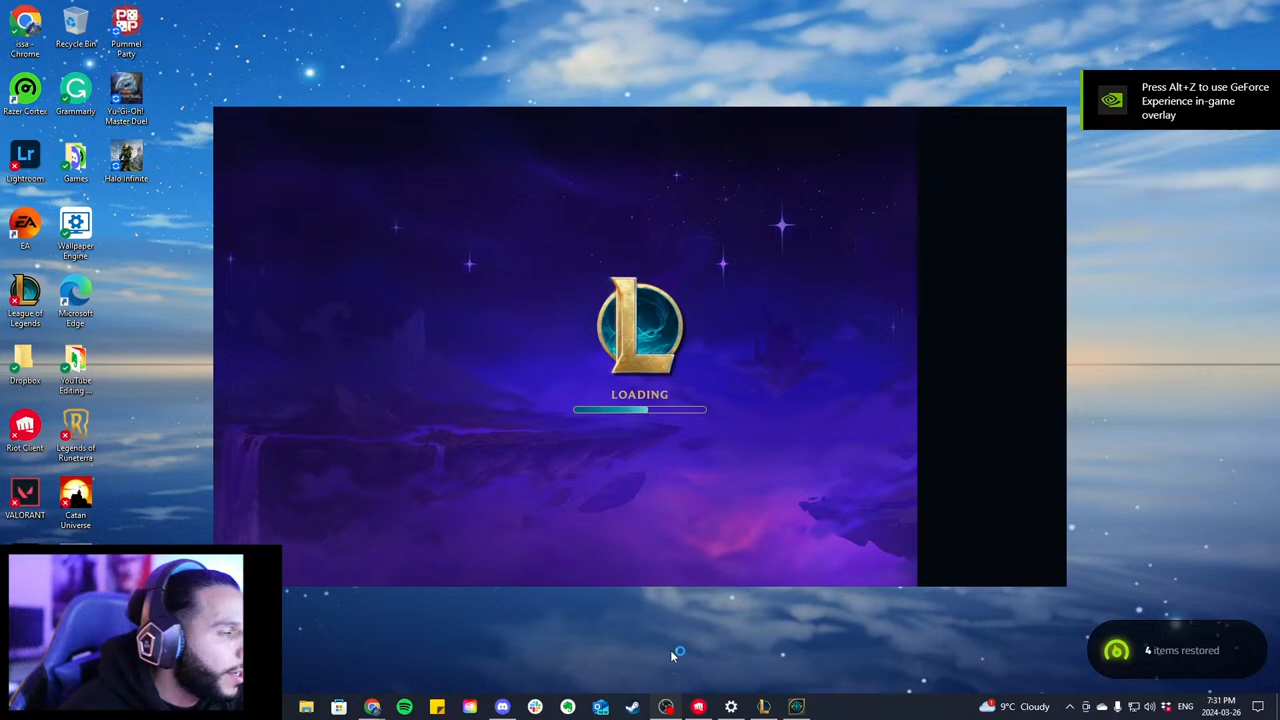 issa -
Chrome
Recycle Bin
Pummel
Party
Razer Cortex
Grammarly
Yu-Gi-Oh!
Master Duel
Lr
Lightroom
Games
Halo Infinite
EA
EA
Wallpaper
Engine
League of
Legends
Microsoft
Edge
Dropbox
YouTube
Editing ...
Riot Client
Legends of
Runeterra
VALORANT
Catan
Universe
Press Alt+Z to use GeForce
Experience in-game
overlay
LOADING
4 items restored
9°C Cloudy
ENG
7:31 PM
2024-03-26